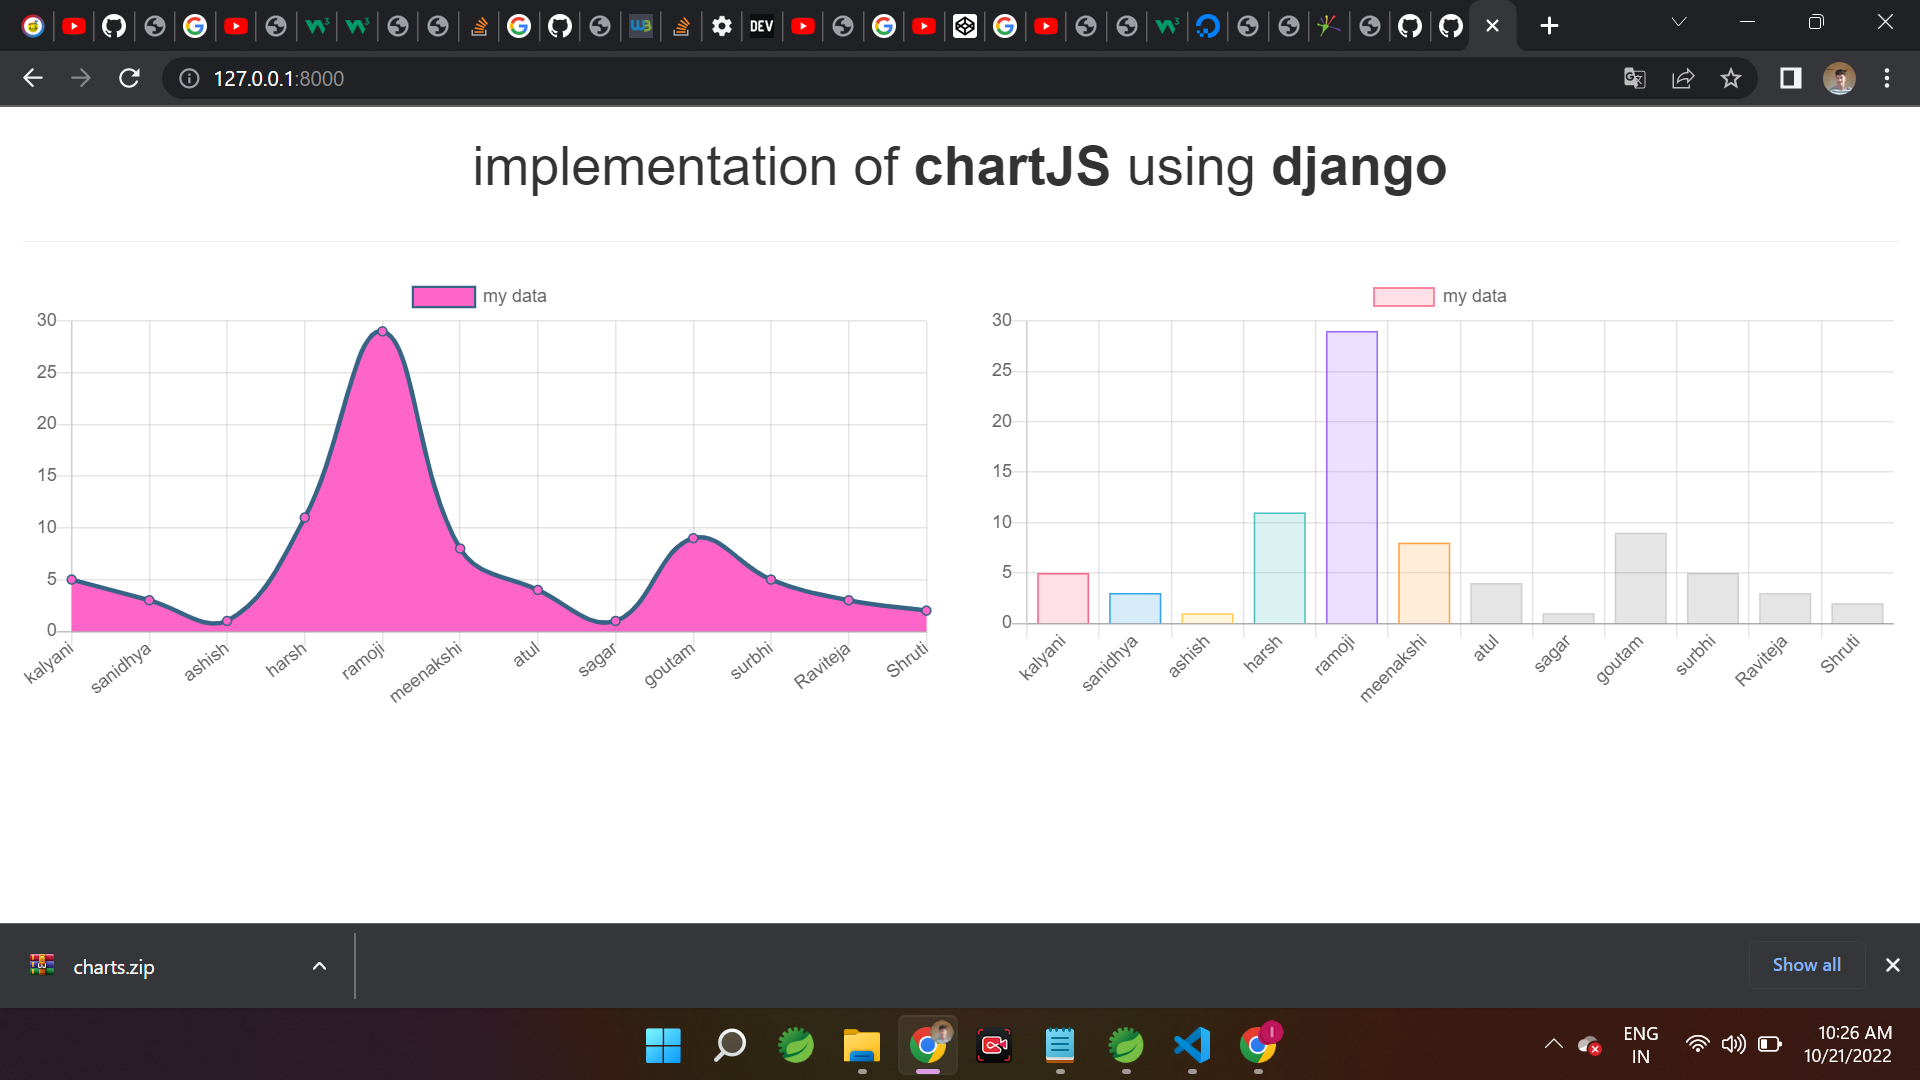 DEV
127.0.0.1:8000
implementation of chartJS using django
my data
30
25
20
15
10
5
0
kalyani
sanidhya
ashish
harsh
ramoji
meenakshi
atul
sagar
goutam
surbhi
Raviteja
Shruti
my data
30
25
20
15
10
5
0
kalyani
sanidhya
ashish
harsh
ramoji
meenakshi
atul
sagar
goutam
surbhi
Raviteja
Shruti
charts.zip
Show all
ENG
IN
10:26 AM
10/21/2022